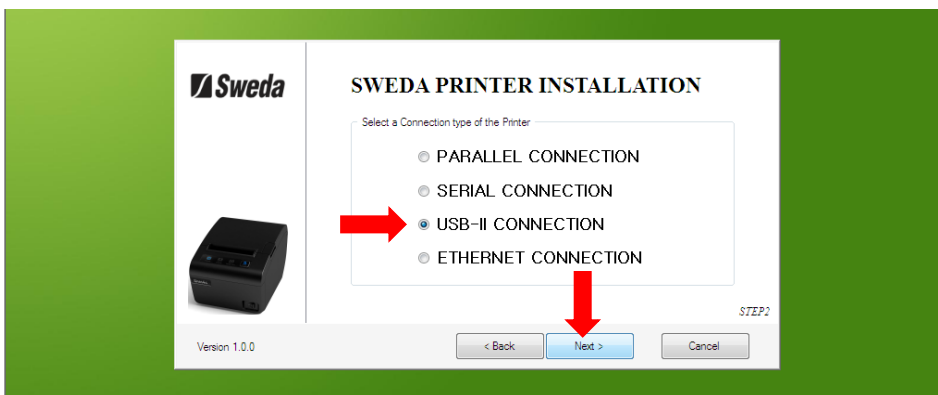 Sweda
SWEDA PRINTER INSTALLATION
Select a Connection type of the Printer
PARALLEL CONNECTION
SERIAL CONNECTION
USB-II CONNECTION
ETHERNET CONNECTION
STEP2
Version 1.0.0
< Back
Next >
Cancel